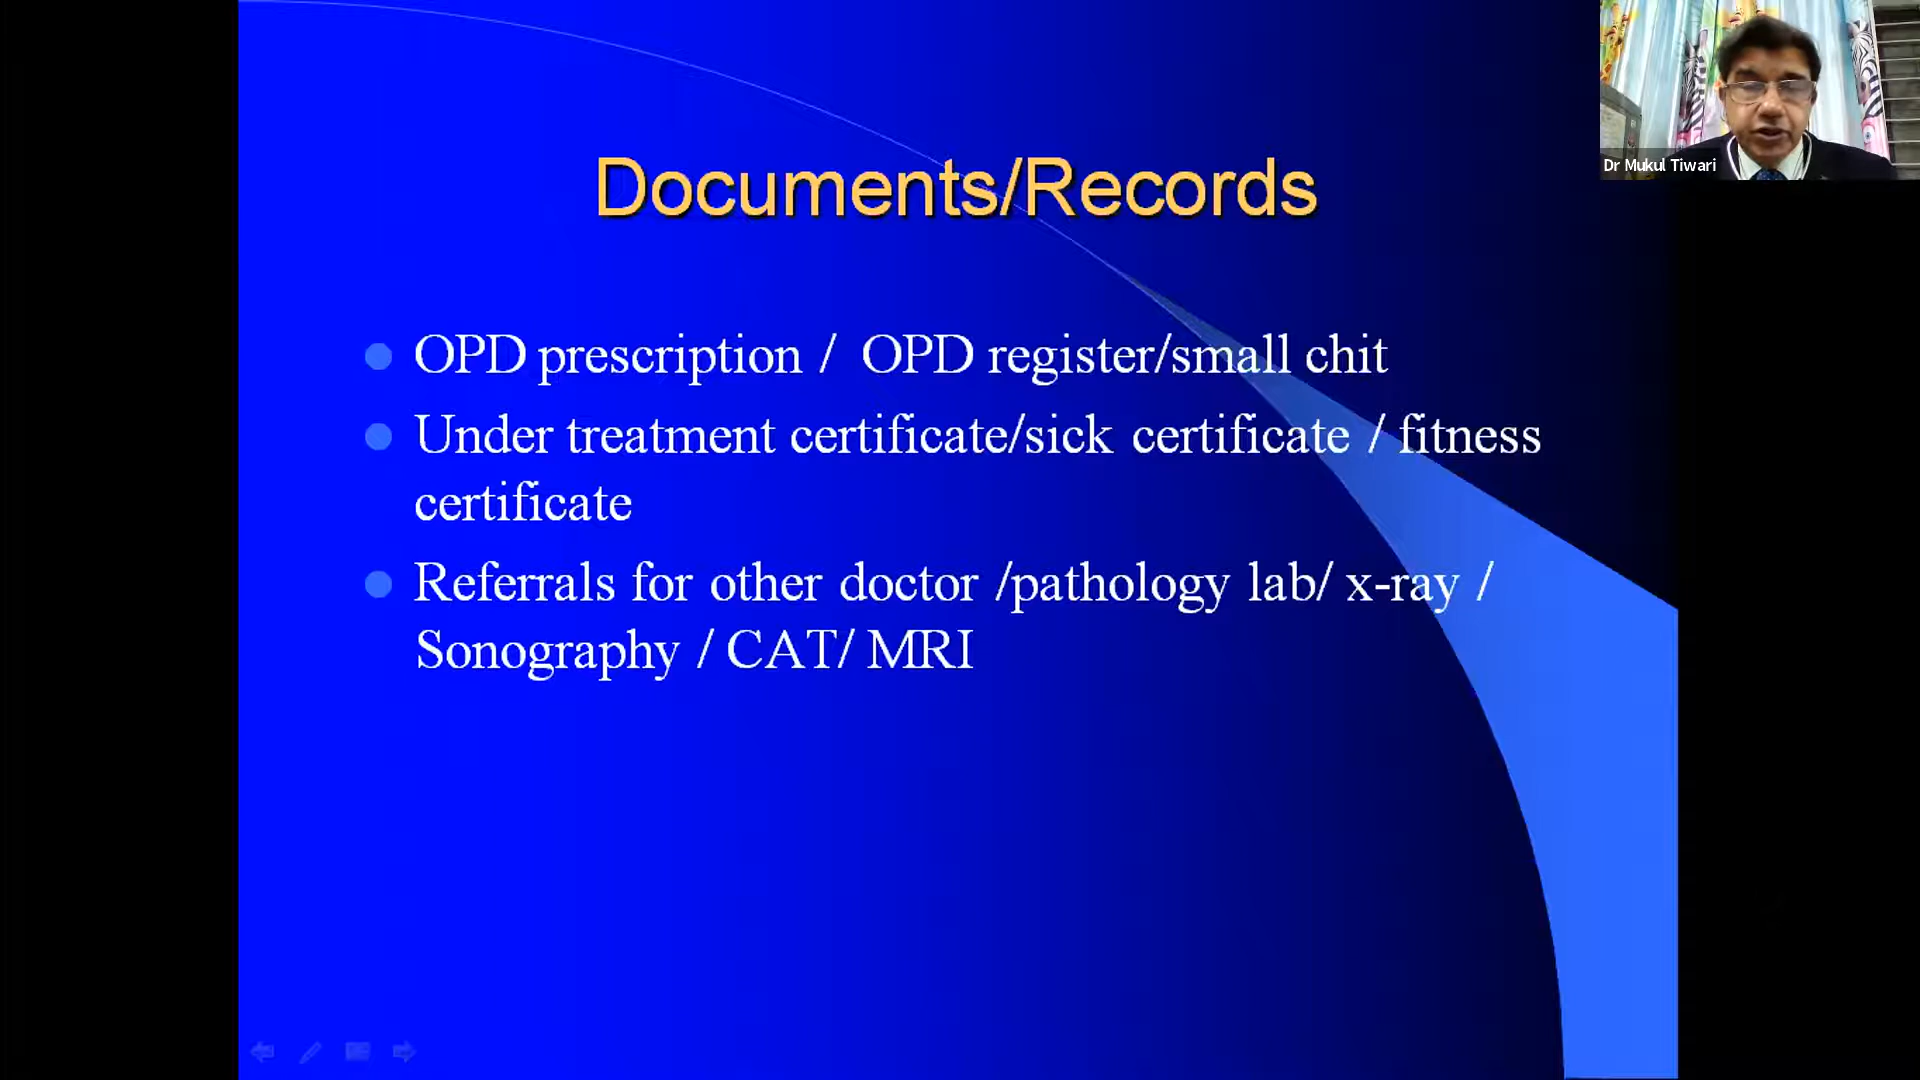 Dr Mukul Tiwari
Documents/Records
OPD prescription / OPD register/small chit
Under treatment certificate/sick certificate / fitness
certificate
Referrals for other doctor /pathology lab/ x-ray /
Sonography / CAT/ MRI